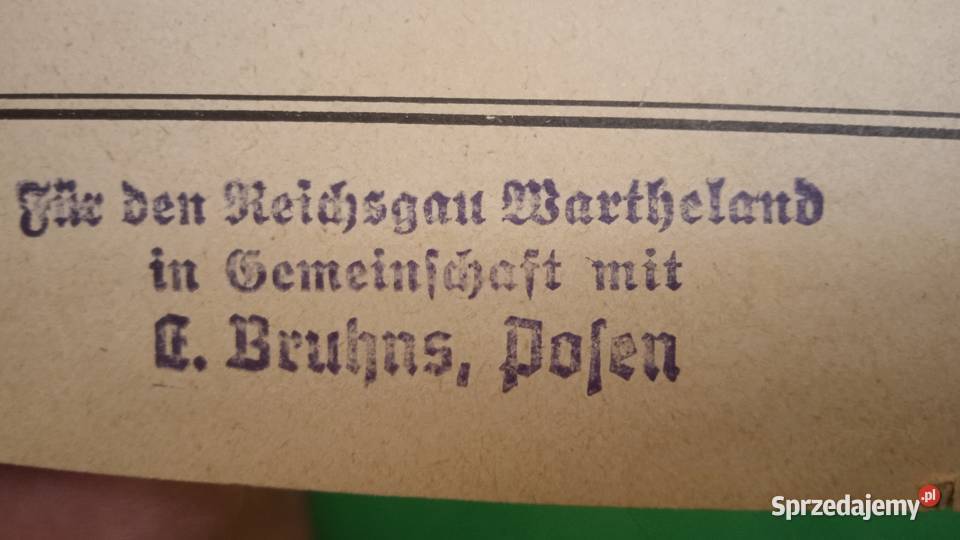 Für den Reichsgau Wartheland
in Gemeinschaft mit
C. Bruhns, Posen
Sprzedajemy.pl